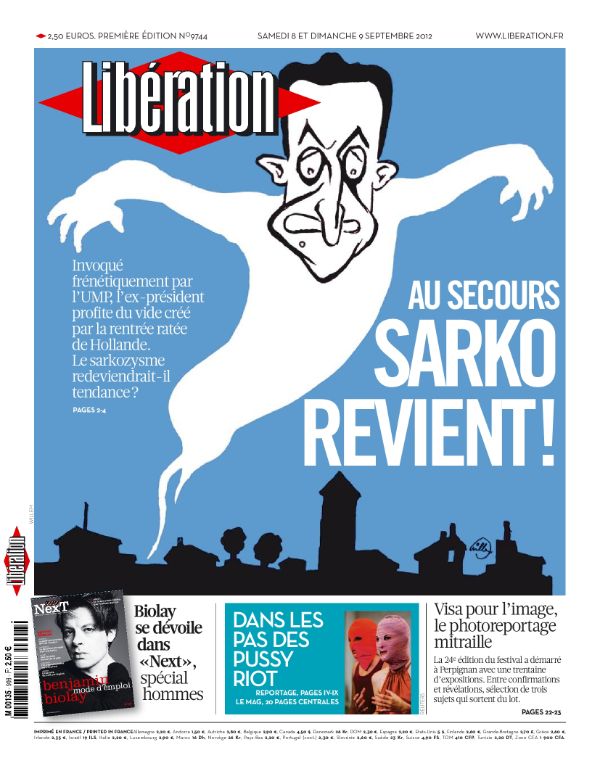 2,50 EUROS. PREMIÈRE ÉDITION NO9744
SAMEDI 8 ET DIMANCHE 9 SEPTEMBRE 2012
WWW.LIBERATION.FR
Libération
Invoqué
frénétiquement par
l’UMP, l’ex-président
profite du vide créé
par la rentrée ratée
de Hollande.
Le sarkozysme
redeviendrait-il
tendance?
PAGES 2-4
AU SECOURS
SARKO
REVIENT!
WILLEM
Libération
NexT
benjamin
biolay
mode d'emploi
Biolay
se dévoile
dans
«Next»,
spécial
hommes
DANS LES
PAS DES
PUSSY
RIOT
REPORTAGE, PAGES IV-IX
LE MAG, 20 PAGES CENTRALES
REUTERS
Visa pour l’image,
le photoreportage
mitraille
La 24e édition du festival a démarré
à Perpignan avec une trentaine
d’expositions. Entre confirmations
et révélations, sélection de trois
sujets qui sortent du lot.
PAGES 22-23
IMPRIMÉ EN FRANCE / PRINTED IN FRANCE